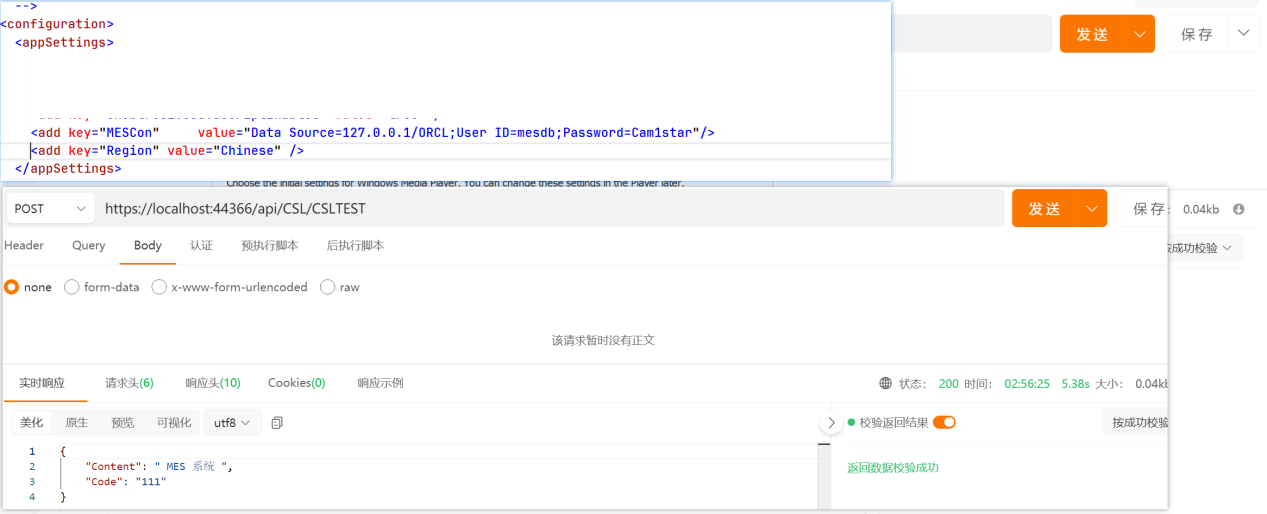 -->
<configuration>
<appSettings>
发送
保存
<add key="MESCon" value="Data Source=127.0.0.1/ORCL;User ID=mesdb;Password=Cam1star"/>
<add key="Region" value="Chinese" />
</appSettings>
Choose the initial settings for Windows Media Player. You can change these settings in the Player later.
POST
https://localhost:44366/api/CSL/CSLTEST
发送
保存
0.04kb
Header Query Body 认证 预执行脚本 后执行脚本
按成功校验
none form-data x-www-form-urlencoded raw
该请求暂时没有正文
实时响应 请求头(6) 响应头(10) Cookies(0) 响应示例
状态: 200 时间: 02:56:25 5.38s 大小: 0.04kb
美化 原生 预览 可视化 utf8
校验返回结果
按成功校验
1 {
2 "Content": " MES 系统 ",
3 "Code": "111"
4 }
返回数据校验成功